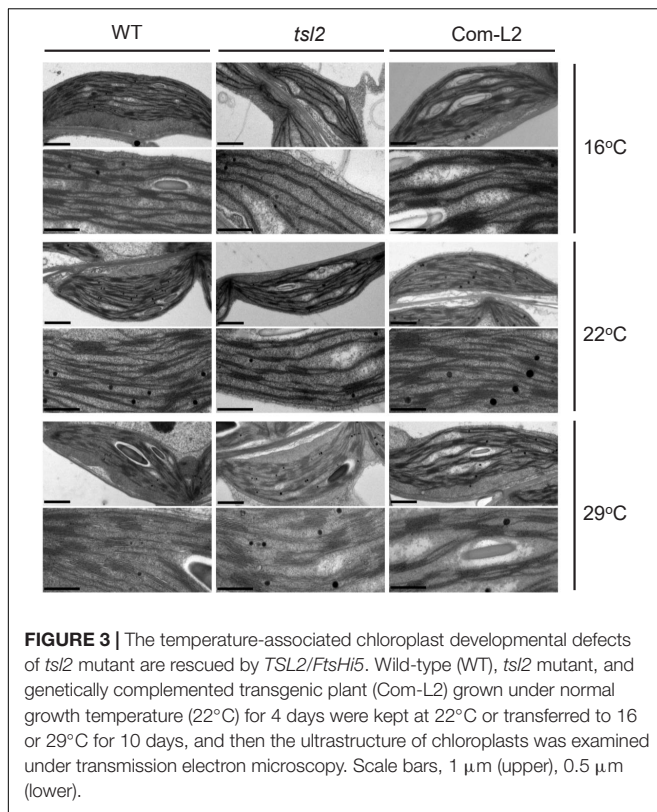 WT tsl2 Com-L2
16°C
22°C
29°C
FIGURE 3 | The temperature-associated chloroplast developmental defects
of tsl2 mutant are rescued by TSL2/FtsHi5. Wild-type (WT), tsl2 mutant, and
genetically complemented transgenic plant (Com-L2) grown under normal
growth temperature (22°C) for 4 days were kept at 22°C or transferred to 16
or 29°C for 10 days, and then the ultrastructure of chloroplasts was examined
under transmission electron microscopy. Scale bars, 1 μm (upper), 0.5 μm
(lower).